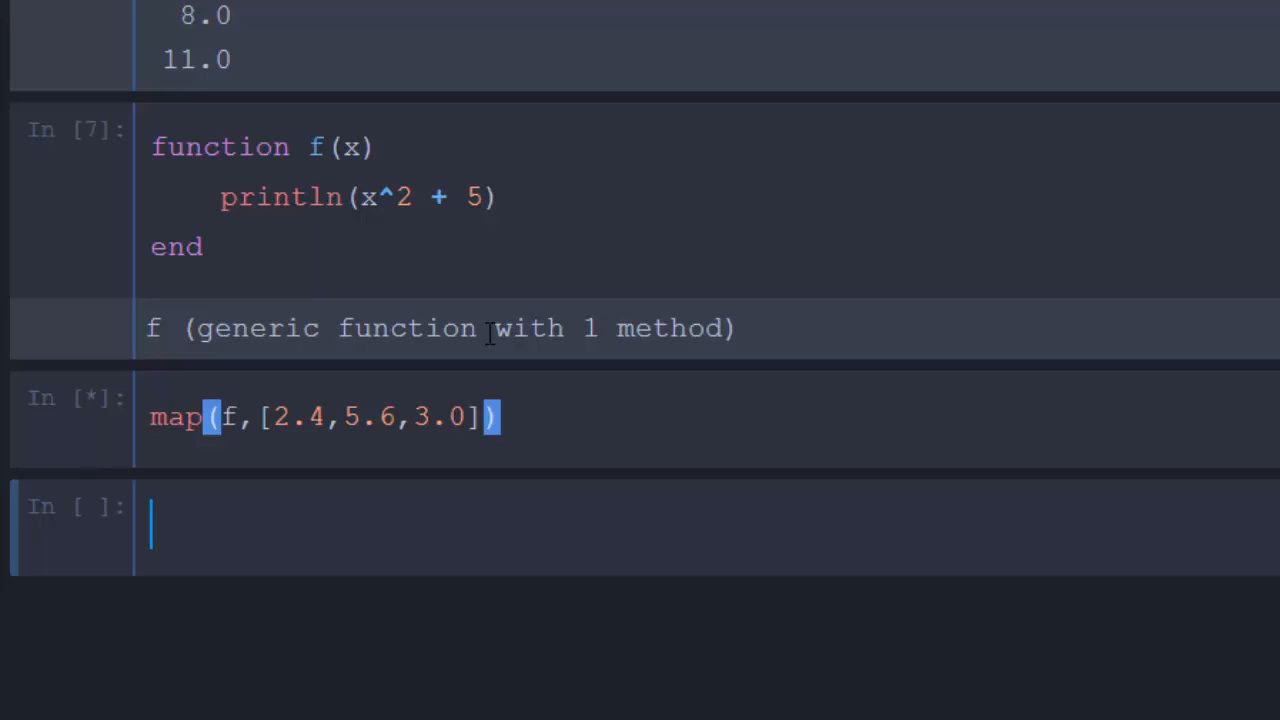 8.0
11.0
In [7]:
function f(x)
    println(x^2 + 5)
end
f (generic function with 1 method)
In [*]:
map(f,[2.4,5.6,3.0])
In [ ]: